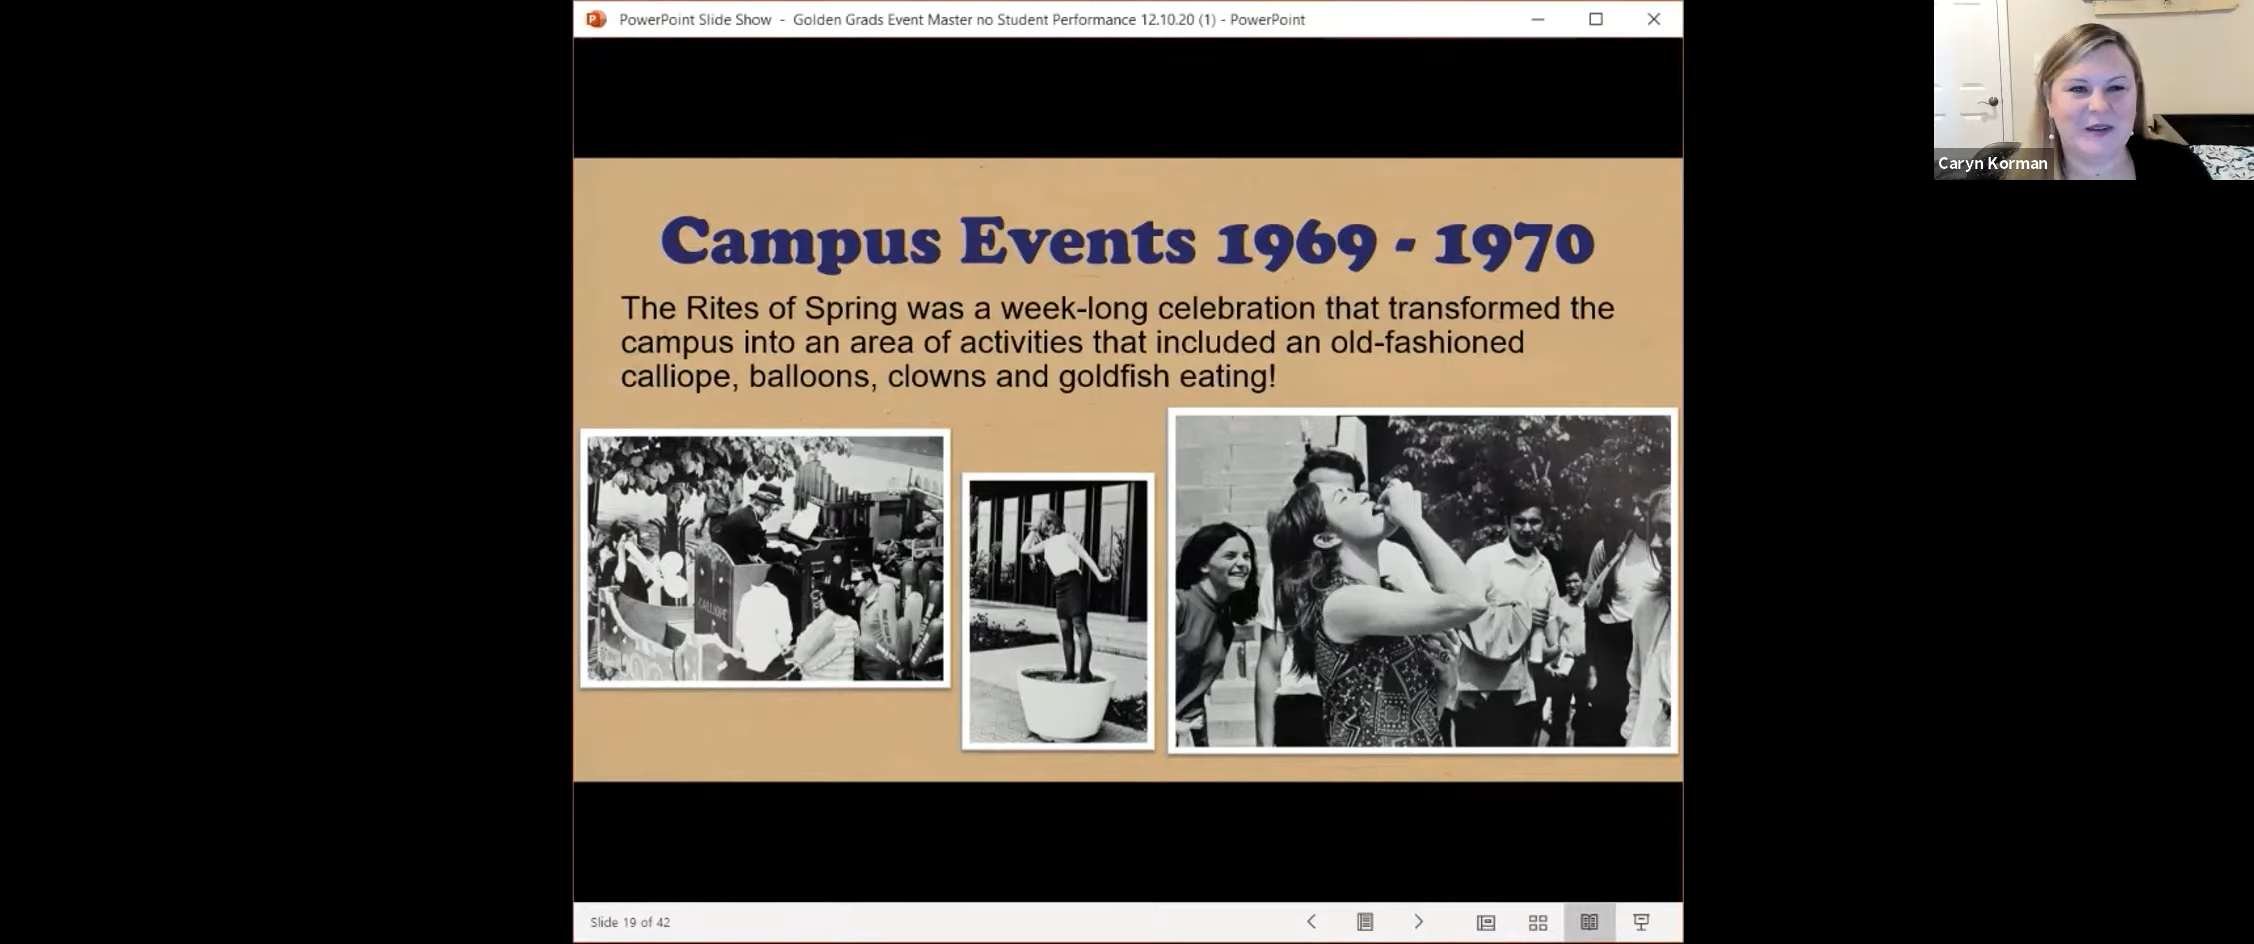 PowerPoint Slide Show - Golden Grads Event Master no Student Performance 12.10.20 (1) - PowerPoint
Caryn Korman
Campus Events 1969 - 1970
The Rites of Spring was a week-long celebration that transformed the
campus into an area of activities that included an old-fashioned
calliope, balloons, clowns and goldfish eating!
CALLIOPE
Slide 19 of 42